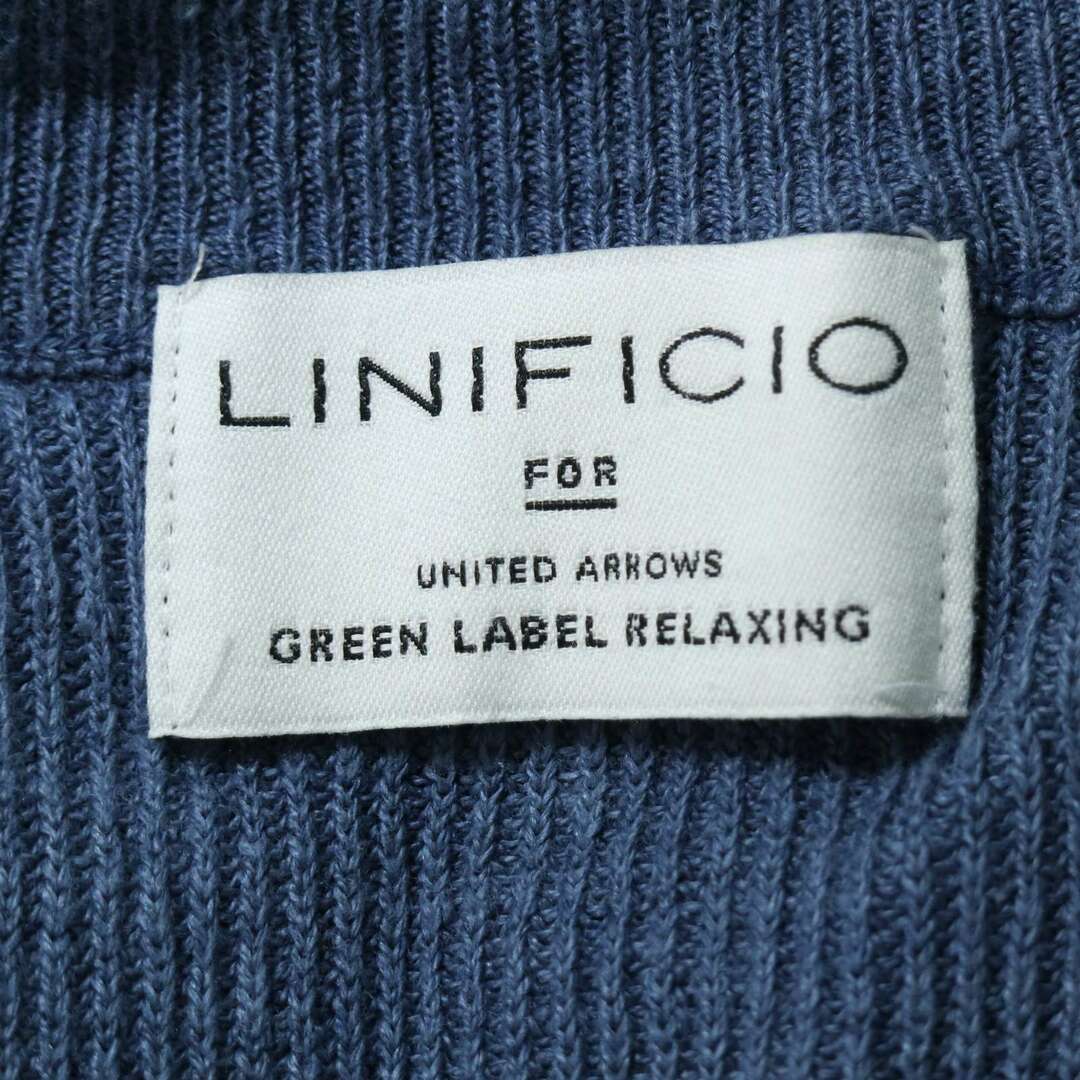 LINIFICIO
FOR
UNITED ARROWS
GREEN LABEL RELAXING